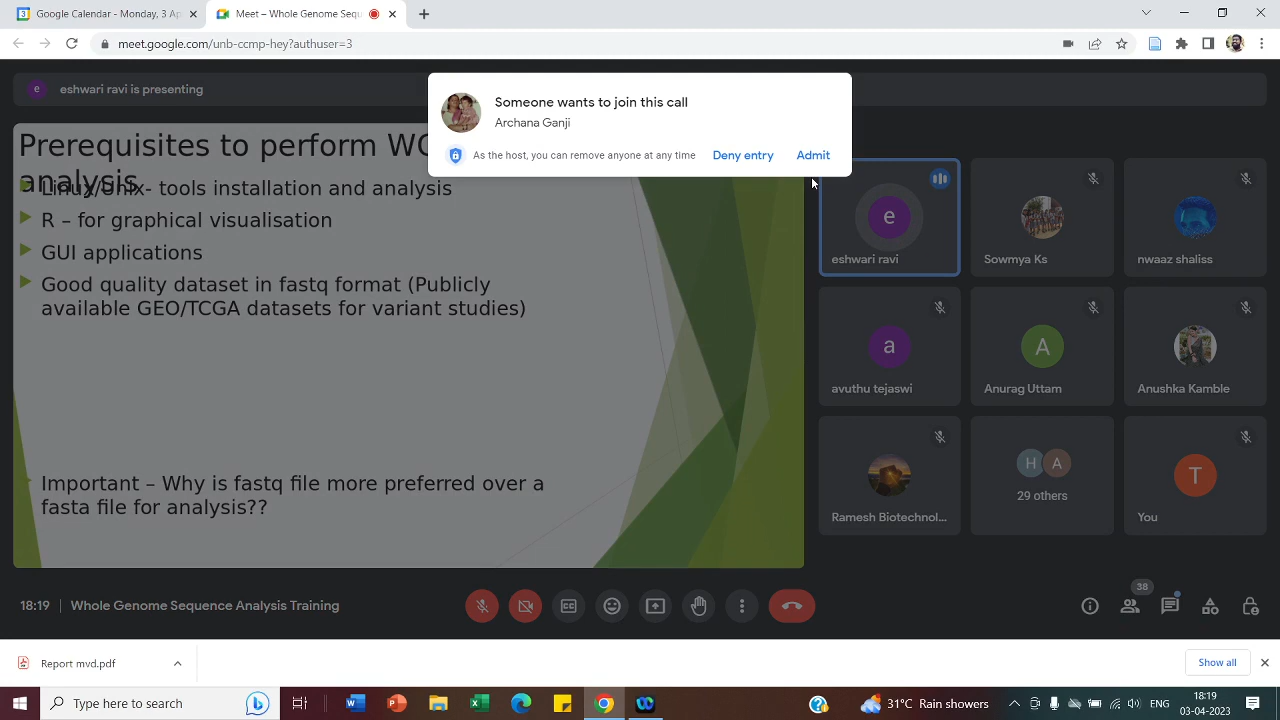 Google Calendar - Monday, 3 Ap
Meet – Whole Genome Sequ
meet.google.com/unb-ccmp-hey?authuser=3
e
eshwari ravi is presenting
Someone wants to join this call
Archana Ganji
As the host, you can remove anyone at any time
Deny entry
Admit
Prerequisites to perform WG
analysis
Linux/Unix- tools installation and analysis
R – for graphical visualisation
GUI applications
Good quality dataset in fastq format (Publicly
available GEO/TCGA datasets for variant studies)
Important – Why is fastq file more preferred over a
fasta file for analysis??
e
eshwari ravi
Sowmya Ks
nwaaz shaliss
a
avuthu tejaswi
A
Anurag Uttam
Anushka Kamble
Ramesh Biotechnol...
H A
29 others
T
You
18:19 | Whole Genome Sequence Analysis Training
38
Report mvd.pdf
Show all
Type here to search
31°C Rain showers
ENG
18:19
03-04-2023